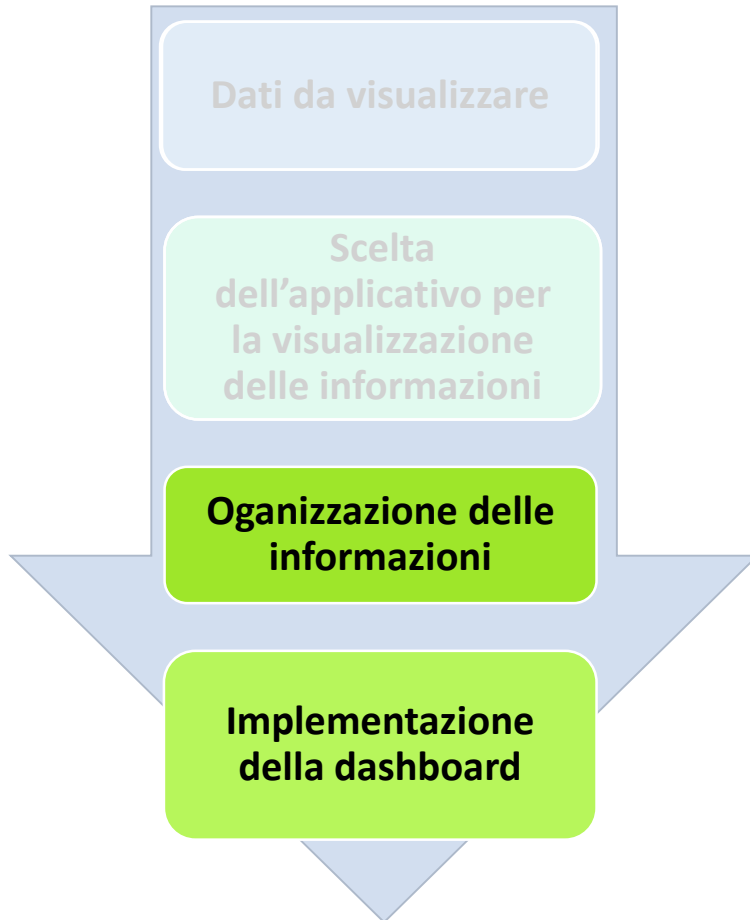 Dati da visualizzare
Scelta
dell’applicativo per
la visualizzazione
delle informazioni
Oganizzazione delle
informazioni
Implementazione
della dashboard